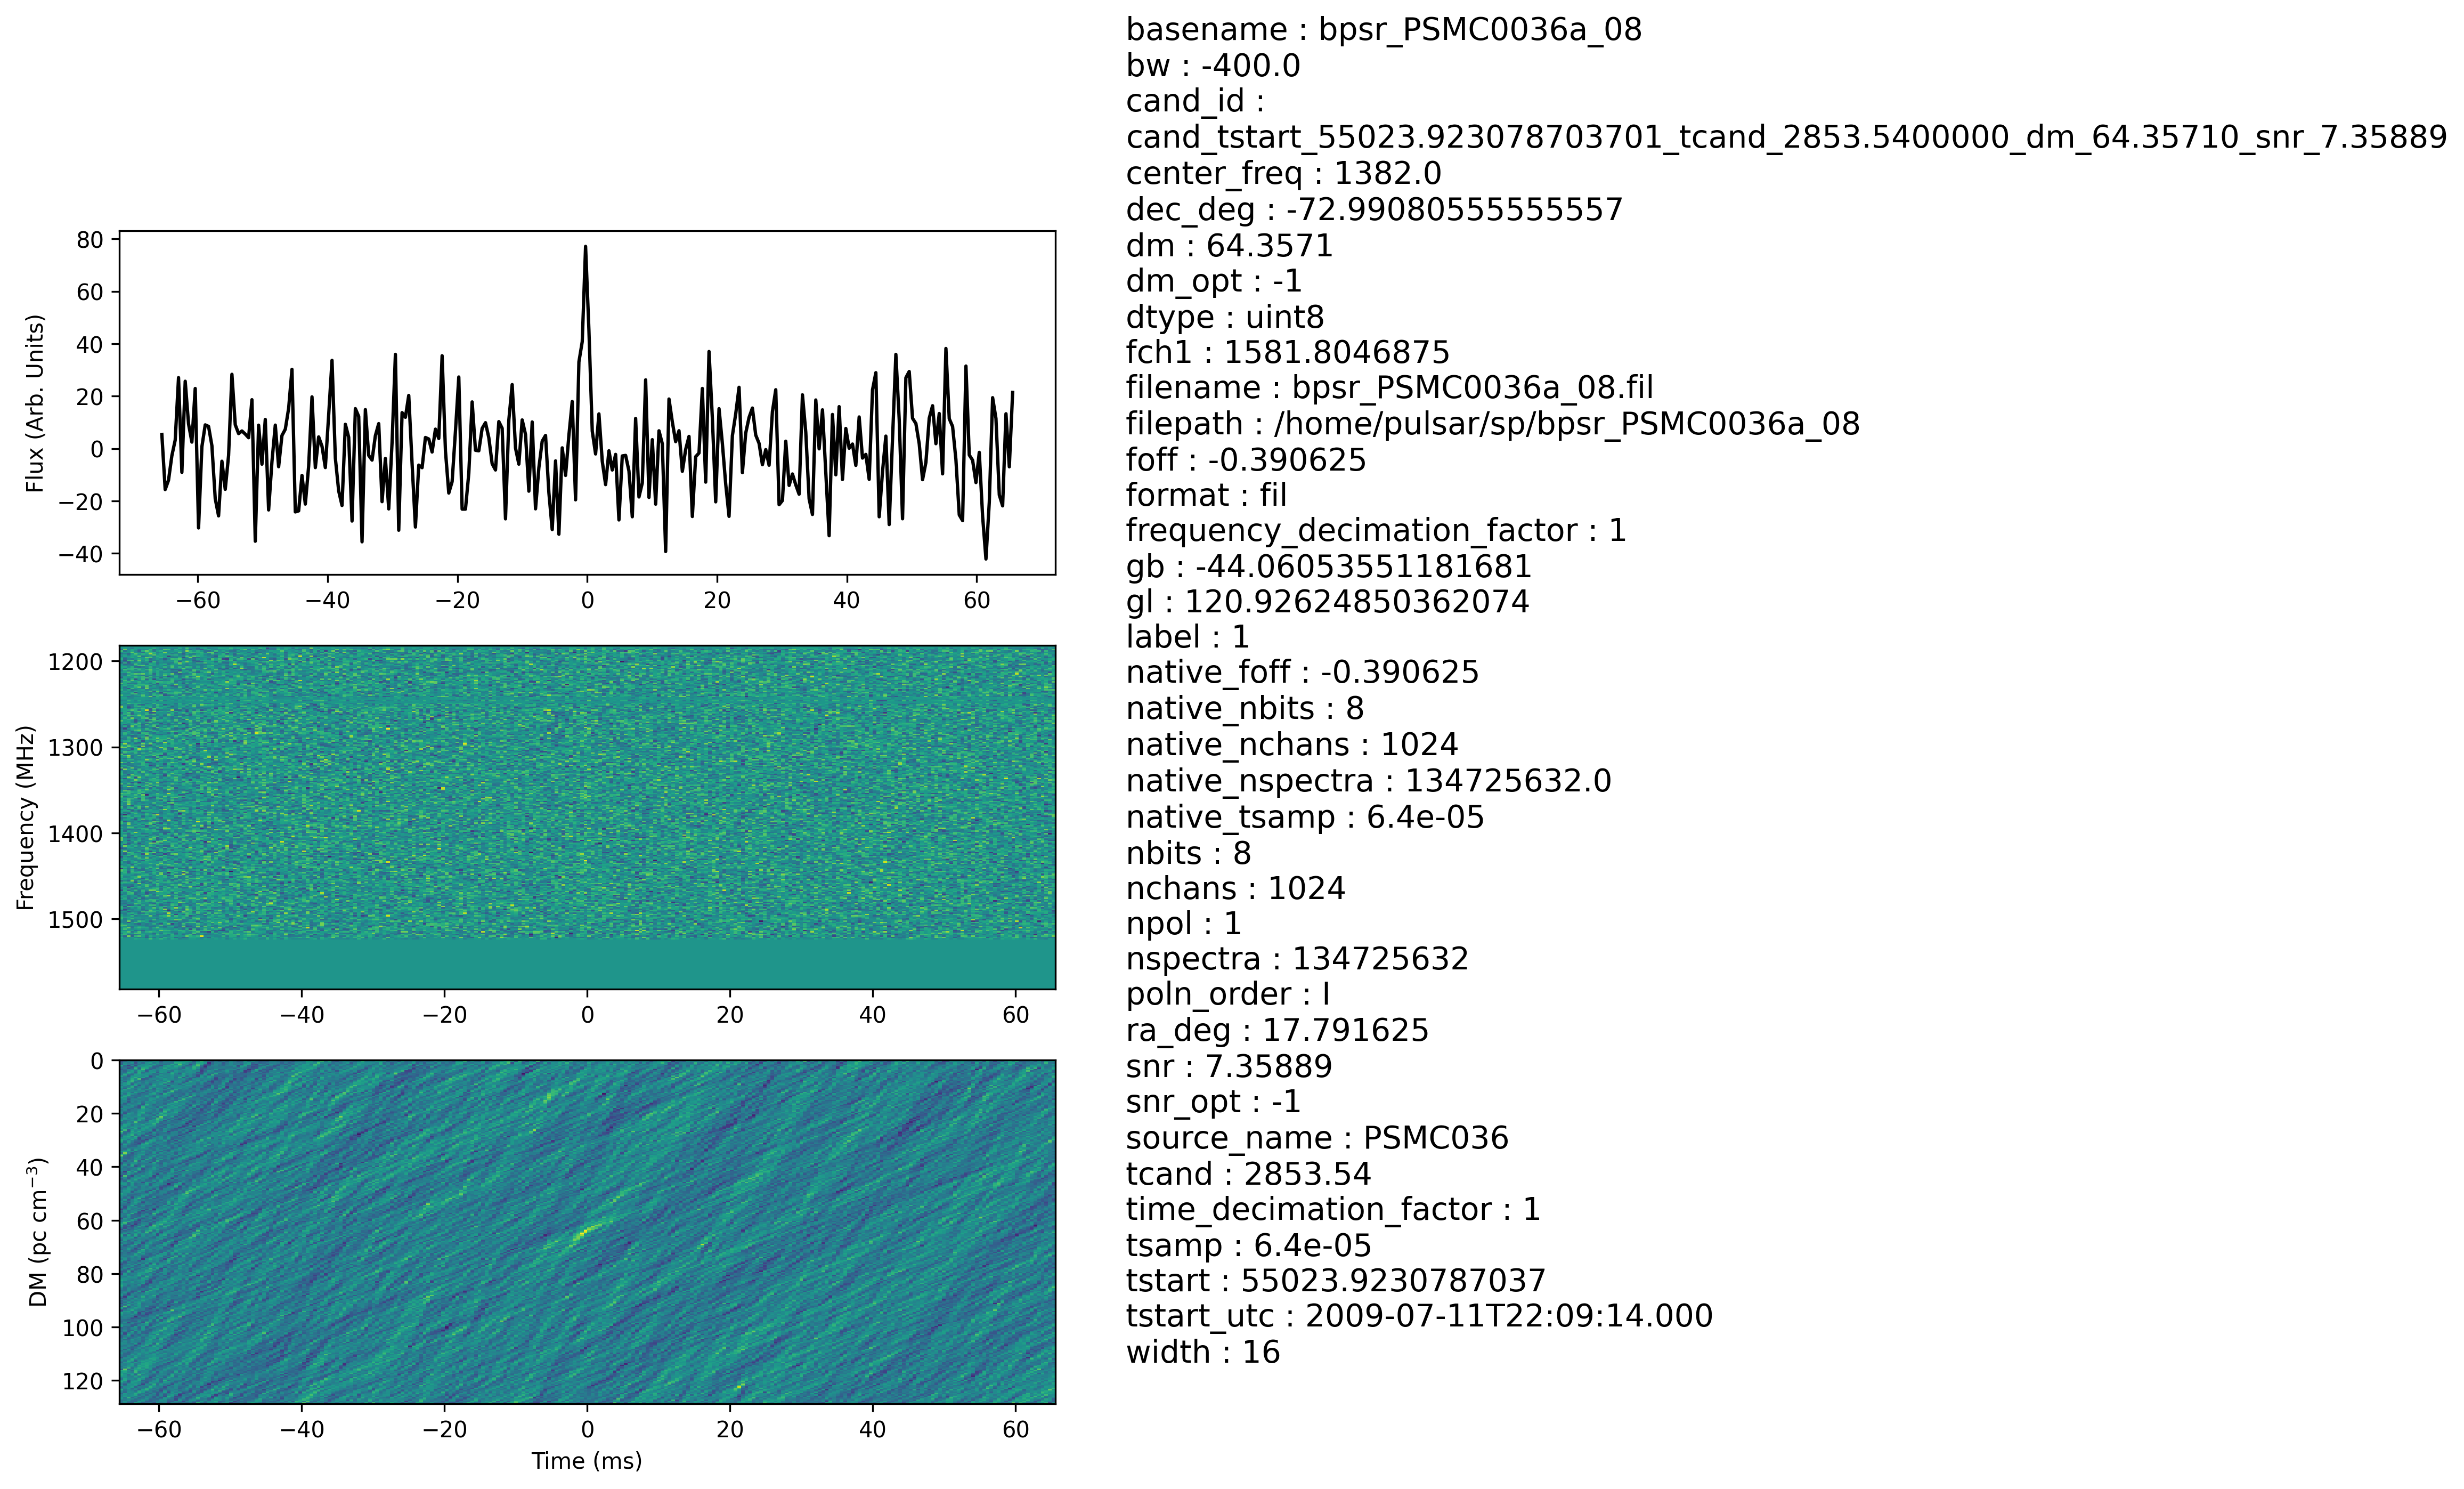 basename : bpsr_PSMC0036a_08
bw : -400.0
cand_id :
cand_tstart_55023.923078703701_tcand_2853.5400000_dm_64.35710_snr_7.35889
center_freq : 1382.0
dec_deg : -72.99080555555557
dm : 64.3571
dm_opt : -1
dtype : uint8
fch1 : 1581.8046875
filename : bpsr_PSMC0036a_08.fil
filepath : /home/pulsar/sp/bpsr_PSMC0036a_08
foff : -0.390625
format : fil
frequency_decimation_factor : 1
gb : -44.06053551181681
gl : 120.92624850362074
label : 1
native_foff : -0.390625
native_nbits : 8
native_nchans : 1024
native_nspectra : 134725632.0
native_tsamp : 6.4e-05
nbits : 8
nchans : 1024
npol : 1
nspectra : 134725632
poln_order : I
ra_deg : 17.791625
snr : 7.35889
snr_opt : -1
source_name : PSMC036
tcand : 2853.54
time_decimation_factor : 1
tsamp : 6.4e-05
tstart : 55023.9230787037
tstart_utc : 2009-07-11T22:09:14.000
width : 16
Flux (Arb. Units)
80
60
40
20
0
−20
−40
−60 −40 −20 0 20 40 60
Frequency (MHz)
1200
1300
1400
1500
−60 −40 −20 0 20 40 60
DM (pc cm⁻³)
0
20
40
60
80
100
120
−60 −40 −20 0 20 40 60
Time (ms)